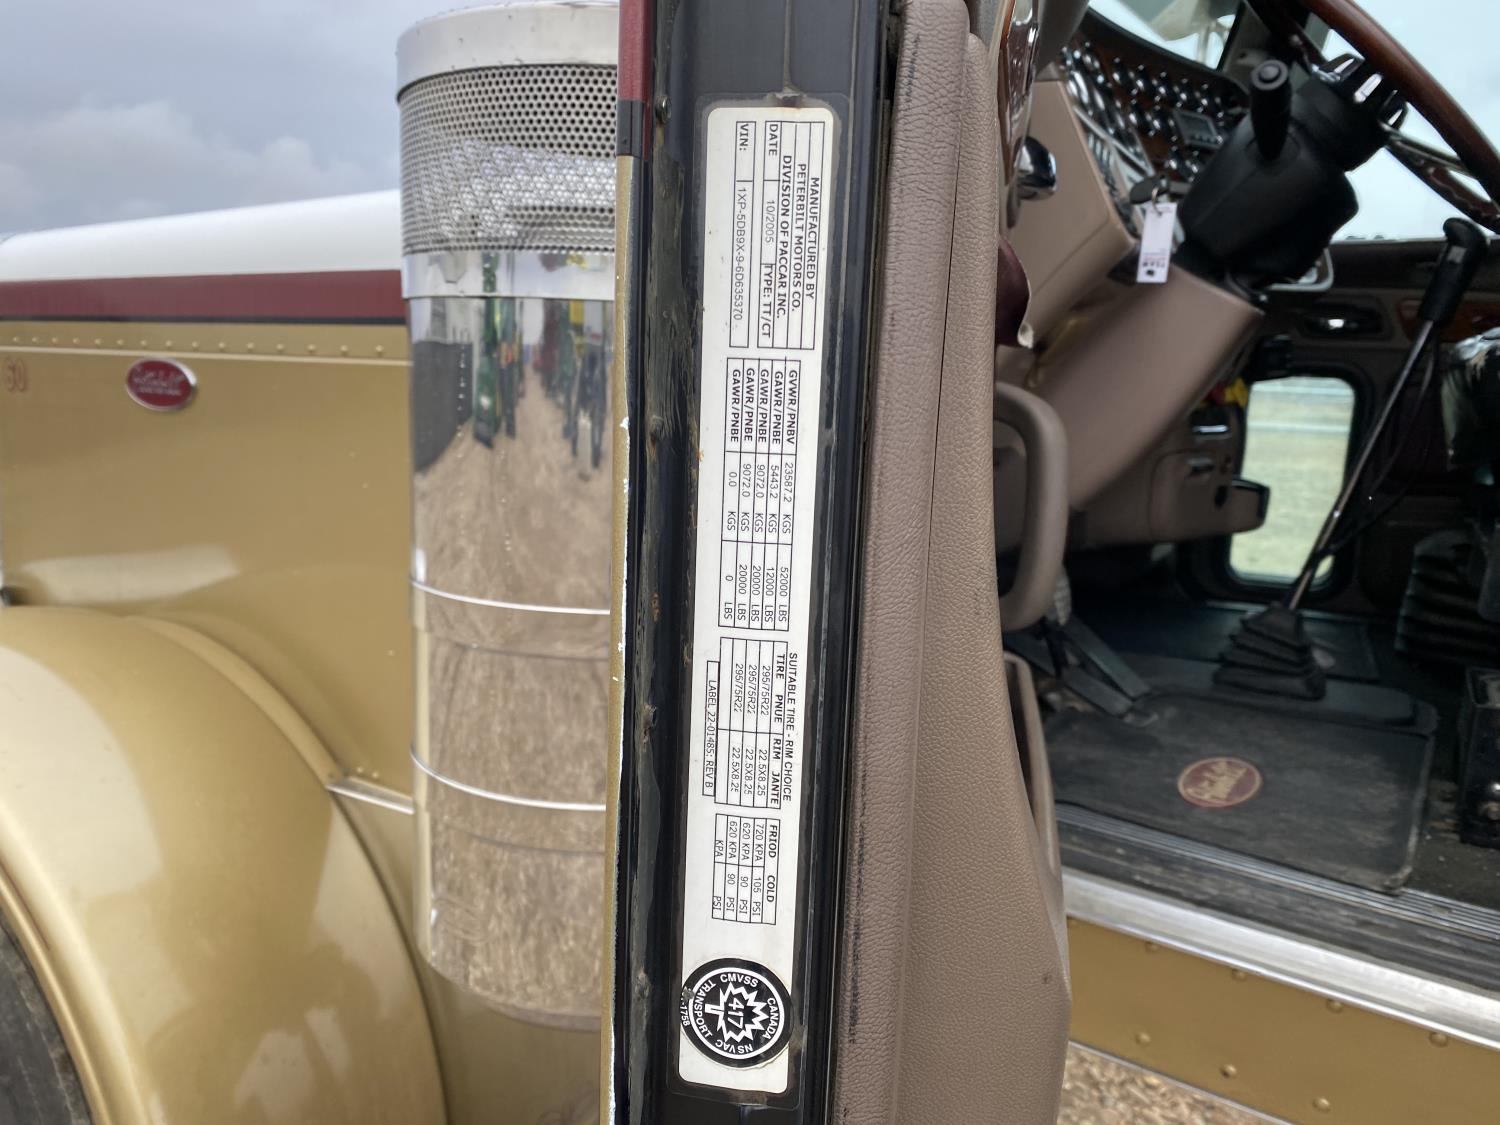 MANUFACTURED BY
PETERBILT MOTORS CO.
DIVISION OF PACCAR INC.
DATE 10/2005 TYPE: TT/CT
VIN: 1XP-5DB9X-9-6D635370
GVWR/PNBV 23587.2 KGS 52000 LBS
GAWR/PNBE 5443.2 KGS 12000 LBS
GAWR/PNBE 9072.0 KGS 20000 LBS
GAWR/PNBE 9072.0 KGS 20000 LBS
GAWR/PNBE 0.0 KGS 0 LBS
SUITABLE TIRE - RIM CHOICE
TIRE PNUE RIM JANTE FRIOD COLD
295/75R22 22.5X8.25 720 KPA 105 PSI
295/75R22 22.5X8.25 620 KPA 90 PSI
295/75R22 22.5X8.25 620 KPA 90 PSI
KPA PSI
LABEL 22-01485: REV B
CMVSS CANADA
417
TRANSPORT NSVAC
1758
60